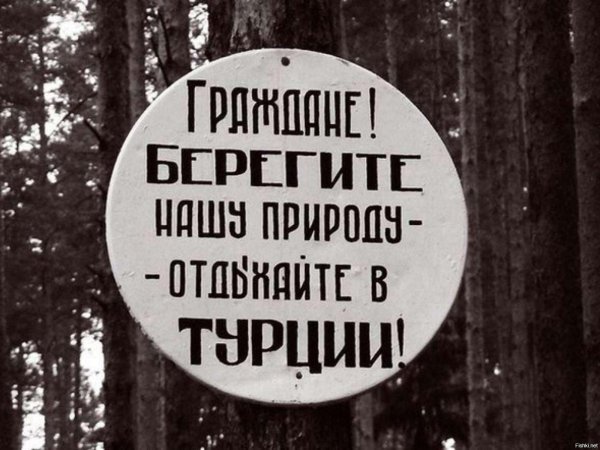 ГРАЖДАНЕ!
БЕРЕГИТЕ
НАШУ ПРИРОДУ-
-ОТДЫХАЙТЕ В
ТУРЦИИ!
Fishki.net